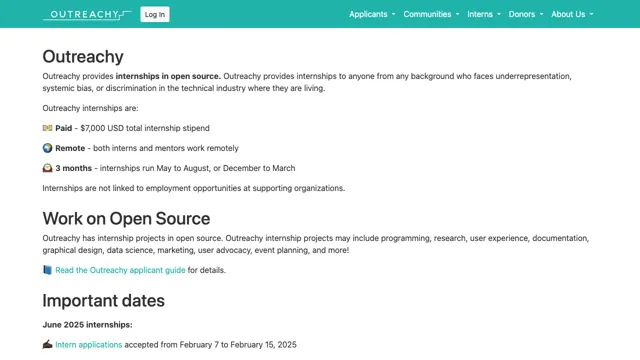 OUTREACHY
Log In
Applicants
Communities
Interns
Donors
About Us
Outreachy
Outreachy provides internships in open source. Outreachy provides internships to anyone from any background who faces underrepresentation,
systemic bias, or discrimination in the technical industry where they are living.
Outreachy internships are:
Paid - $7,000 USD total internship stipend
Remote - both interns and mentors work remotely
3 months - internships run May to August, or December to March
Internships are not linked to employment opportunities at supporting organizations.
Work on Open Source
Outreachy has internship projects in open source. Outreachy internship projects may include programming, research, user experience, documentation,
graphical design, data science, marketing, user advocacy, event planning, and more!
Read the Outreachy applicant guide for details.
Important dates
June 2025 internships:
Intern applications accepted from February 7 to February 15, 2025